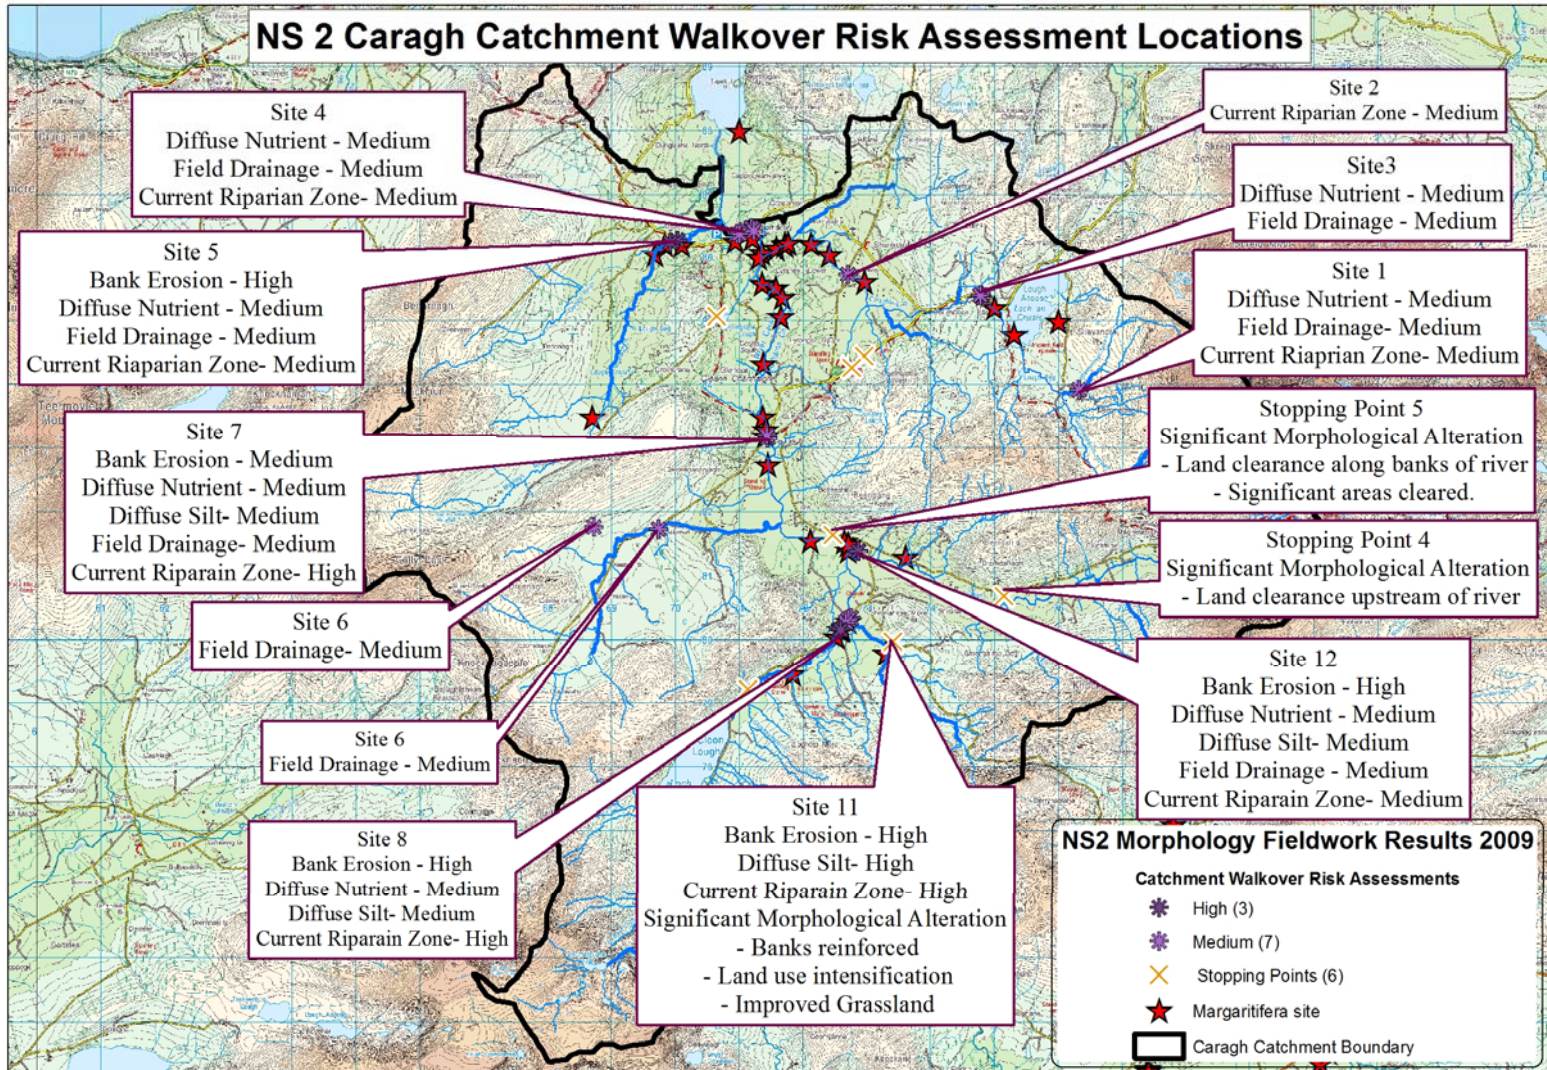 NS 2 Caragh Catchment Walkover Risk Assessment Locations
Site 4
Diffuse Nutrient - Medium
Field Drainage - Medium
Current Riparian Zone- Medium
Site 2
Current Riparian Zone - Medium
Site3
Diffuse Nutrient - Medium
Field Drainage - Medium
Site 5
Bank Erosion - High
Diffuse Nutrient - Medium
Field Drainage - Medium
Current Riaparian Zone- Medium
Site 1
Diffuse Nutrient - Medium
Field Drainage- Medium
Current Riaprian Zone- Medium
Site 7
Bank Erosion - Medium
Diffuse Nutrient - Medium
Diffuse Silt- Medium
Field Drainage- Medium
Current Riparain Zone- High
Stopping Point 5
Significant Morphological Alteration
- Land clearance along banks of river
- Significant areas cleared.
Stopping Point 4
Significant Morphological Alteration
- Land clearance upstream of river
Site 6
Field Drainage- Medium
Site 6
Field Drainage - Medium
Site 12
Bank Erosion - High
Diffuse Nutrient - Medium
Diffuse Silt- Medium
Field Drainage - Medium
Current Riparain Zone- Medium
Site 8
Bank Erosion - High
Diffuse Nutrient - Medium
Diffuse Silt- Medium
Current Riparain Zone- High
Site 11
Bank Erosion - High
Diffuse Silt- High
Current Riparain Zone- High
Significant Morphological Alteration
- Banks reinforced
- Land use intensification
- Improved Grassland
NS2 Morphology Fieldwork Results 2009
Catchment Walkover Risk Assessments
High (3)
Medium (7)
Stopping Points (6)
Margaritifera site
Caragh Catchment Boundary